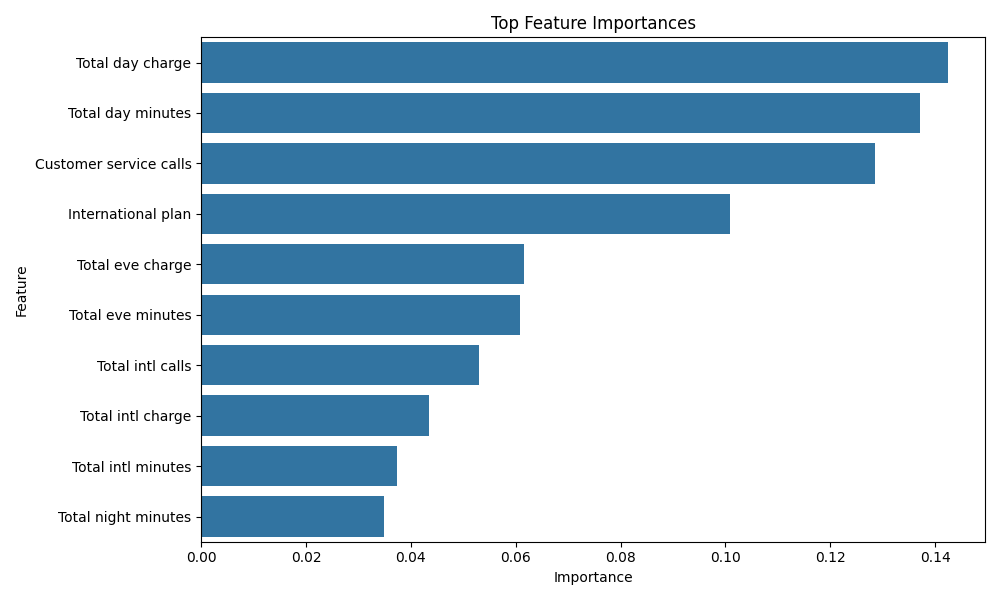 Top Feature Importances
Total day charge
Total day minutes
Customer service calls
International plan
Total eve charge
Total eve minutes
Total intl calls
Total intl charge
Total intl minutes
Total night minutes
Feature
0.00 0.02 0.04 0.06 0.08 0.10 0.12 0.14
Importance